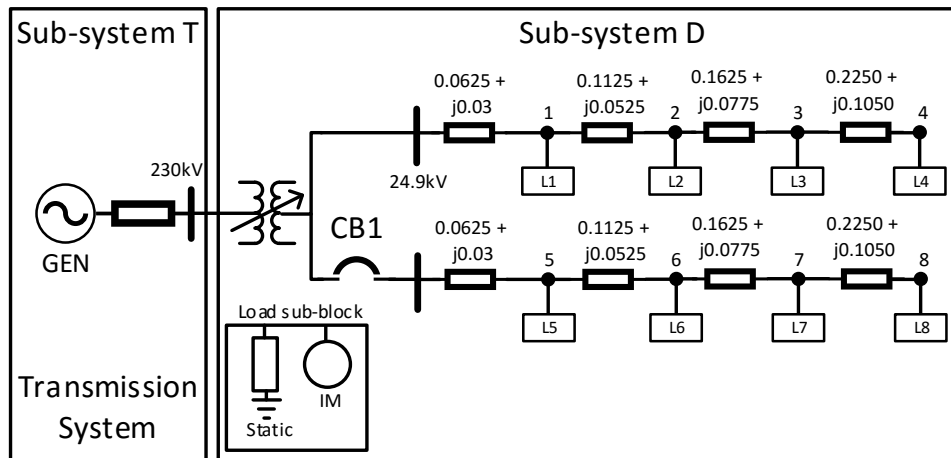 Sub-system T
Sub-system D
0.0625 +
j0.03
0.1125 +
j0.0525
0.1625 +
j0.0775
0.2250 +
j0.1050
1
2
3
4
L1
L2
L3
L4
230kV
24.9kV
GEN
CB1
0.0625 +
j0.03
0.1125 +
j0.0525
0.1625 +
j0.0775
0.2250 +
j0.1050
5
6
7
8
L5
L6
L7
L8
Load sub-block
IM
Static
Transmission
System